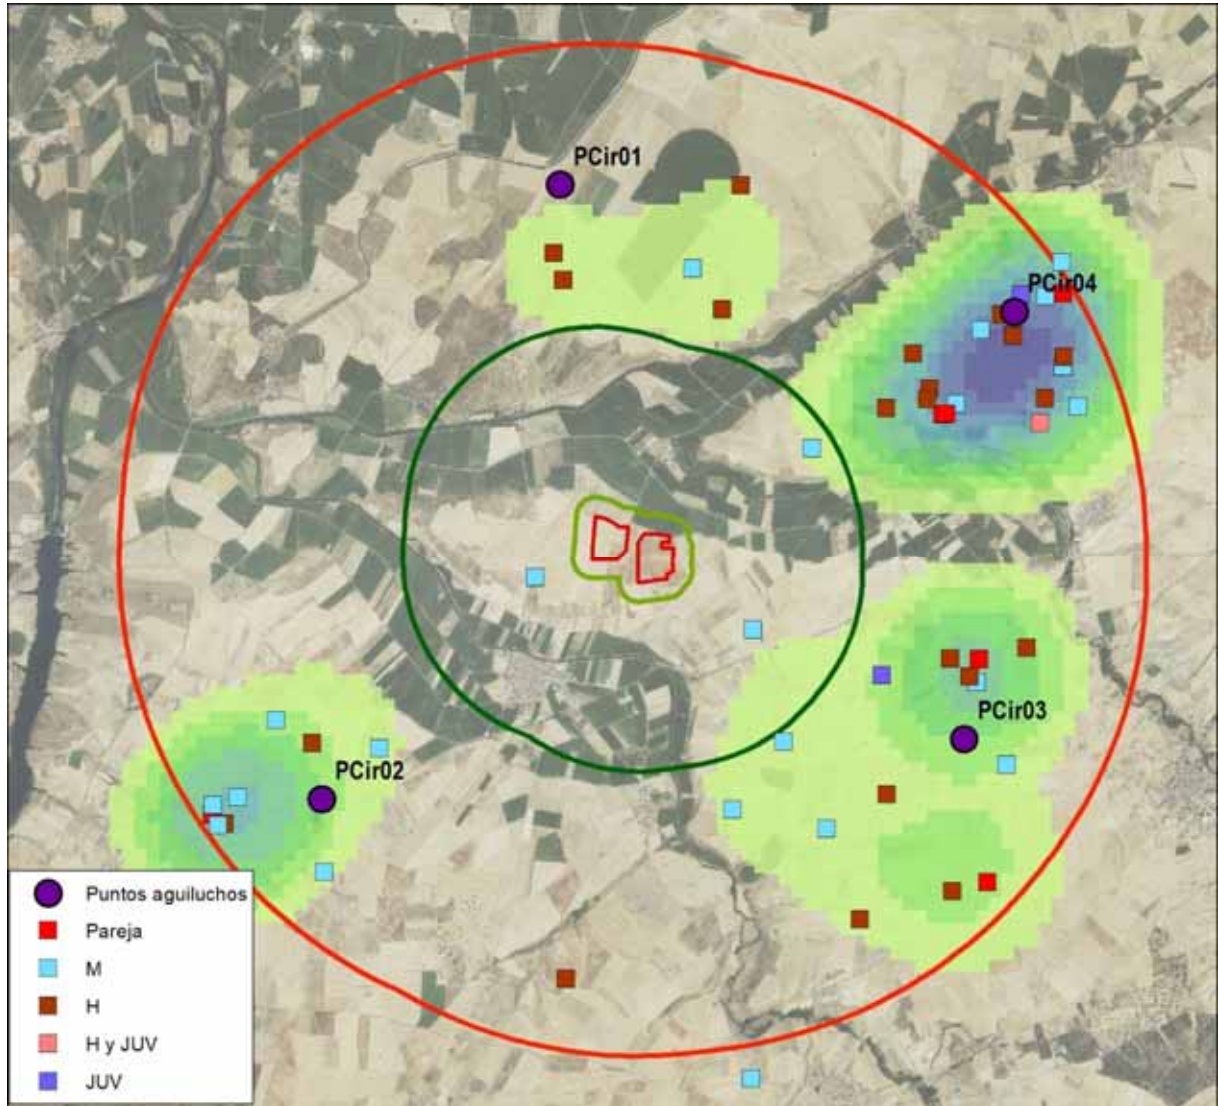 PCir01
PCir04
PCir03
PCir02
Puntos aguiluchos
Pareja
M
H
H y JUV
JUV